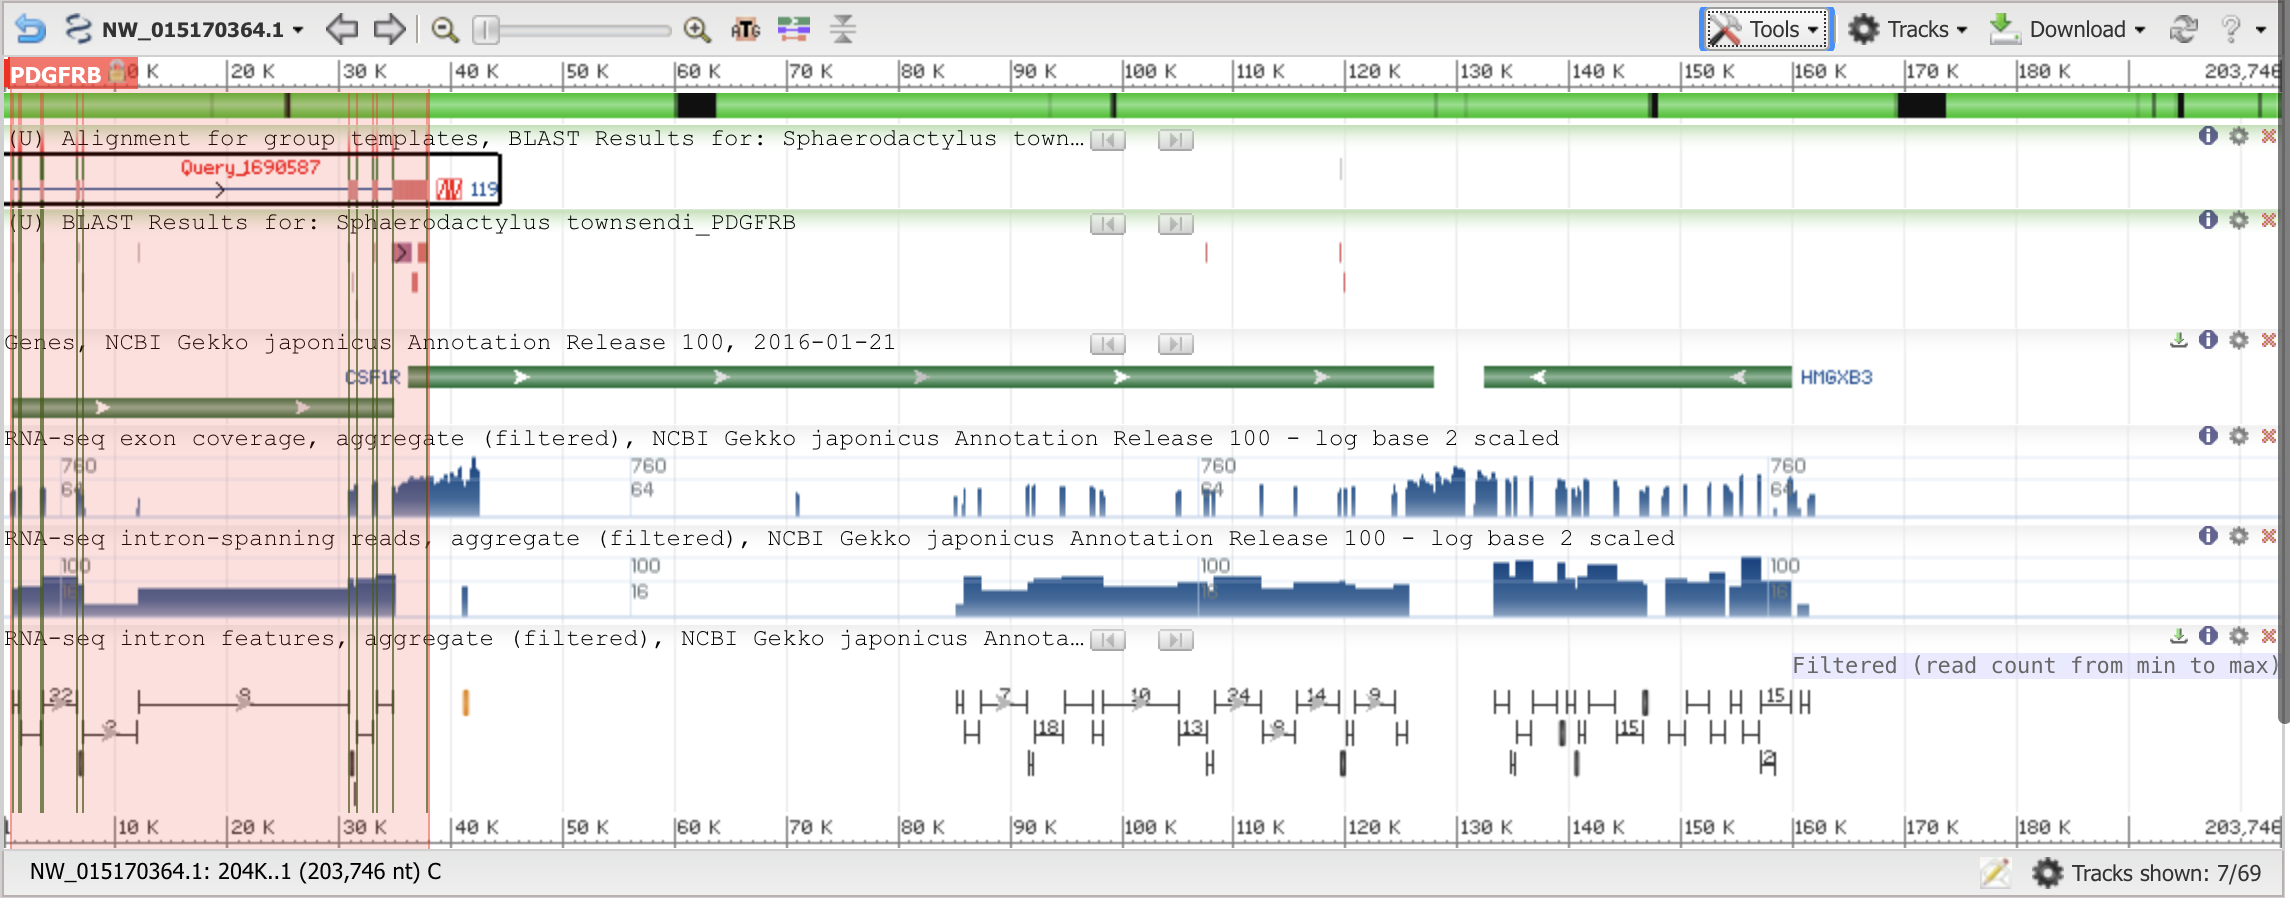 NW_015170364.1 ATG Tools Tracks Download ?
PDGFRB 0 K 20 K 30 K 40 K 50 K 60 K 70 K 80 K 90 K 100 K 110 K 120 K 130 K 140 K 150 K 160 K 170 K 180 K 203,746
(U) Alignment for group templates, BLAST Results for: Sphaerodactylus town…
Query_1690587
119
(U) BLAST Results for: Sphaerodactylus townsendi_PDGFRB
Genes, NCBI Gekko japonicus Annotation Release 100, 2016-01-21
CSF1R HMGXB3
RNA-seq exon coverage, aggregate (filtered), NCBI Gekko japonicus Annotation Release 100 - log base 2 scaled
760 760 760 760
64 64 64 64
RNA-seq intron-spanning reads, aggregate (filtered), NCBI Gekko japonicus Annotation Release 100 - log base 2 scaled
100 100 100 100
16 16 16 16
RNA-seq intron features, aggregate (filtered), NCBI Gekko japonicus Annota…
Filtered (read count from min to max)
22 8 7 10 24 14 9 15
2 18 13 8 15
2
10 K 20 K 30 K 40 K 50 K 60 K 70 K 80 K 90 K 100 K 110 K 120 K 130 K 140 K 150 K 160 K 170 K 180 K 203,746
NW_015170364.1: 204K..1 (203,746 nt) C Tracks shown: 7/69